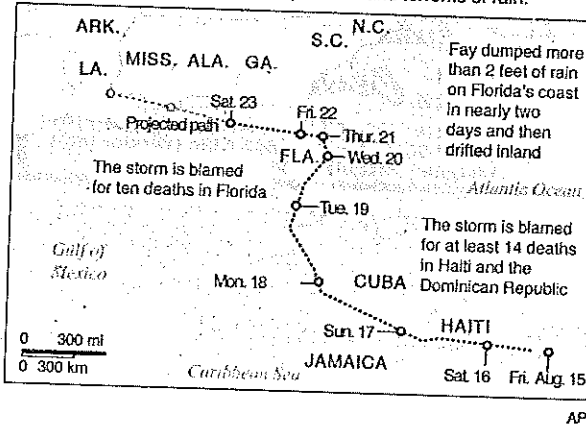 of rain.
ARK.
N.C.
S.C.
MISS. ALA. GA.
LA.
Fay dumped more
than 2 feet of rain
on Florida's coast
in nearly two
days and then
drifted inland
Sat. 23
Fri. 22
Projected path
Thur. 21
FLA.
Wed. 20
The storm is blamed
for ten deaths in Florida
Atlantic Ocean
Tue. 19
The storm is blamed
for at least 14 deaths
in Haiti and the
Dominican Republic
Gulf of
Mexico
Mon. 18
CUBA
Sun. 17
HAITI
0 300 mi
0 300 km
JAMAICA
Caribbean Sea
Sat. 16
Fri. Aug. 15
AP